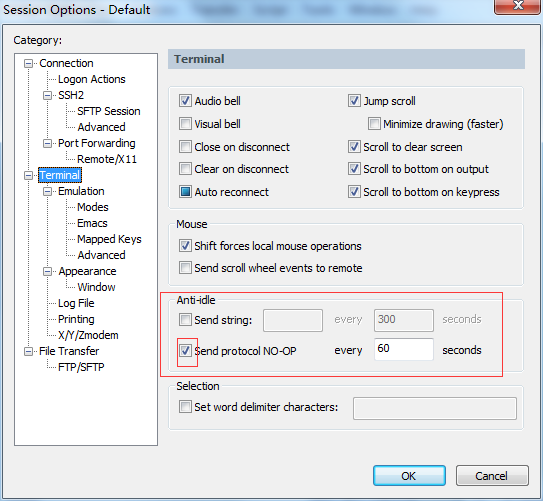 Session Options - Default
Category:
Connection
Logon Actions
SSH2
SFTP Session
Advanced
Port Forwarding
Remote/X11
Terminal
Emulation
Modes
Emacs
Mapped Keys
Advanced
Appearance
Window
Log File
Printing
X/Y/Zmodem
File Transfer
FTP/SFTP
Terminal
Audio bell
Jump scroll
Visual bell
Minimize drawing (faster)
Close on disconnect
Scroll to clear screen
Clear on disconnect
Scroll to bottom on output
Auto reconnect
Scroll to bottom on keypress
Mouse
Shift forces local mouse operations
Send scroll wheel events to remote
Anti-idle
Send string: every 300 seconds
Send protocol NO-OP every 60 seconds
Selection
Set word delimiter characters:
OK Cancel